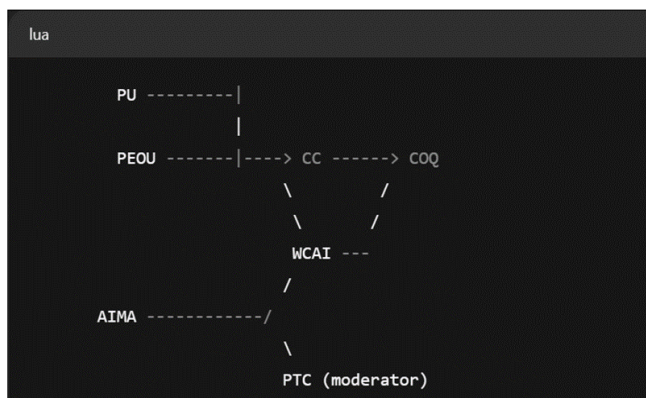 lua
PU ---------|
|
PEOU -------|----> CC ------> COQ
\ /
\ /
WCAI ---
/
AIMA ------------/
\
PTC (moderator)